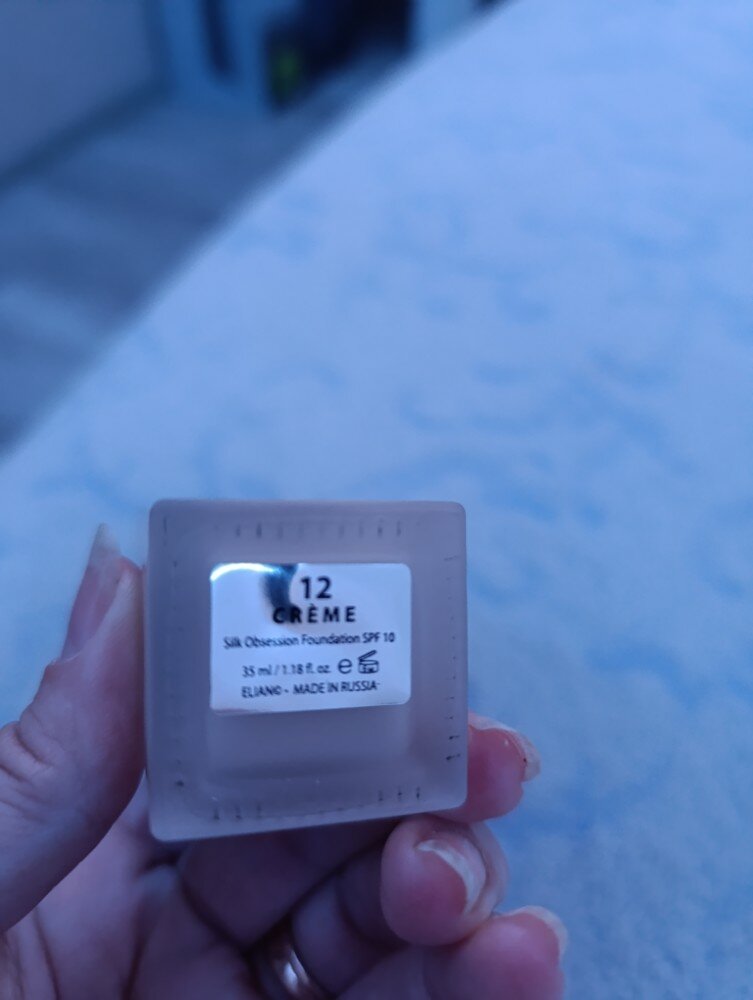 12
CRÈME
Silk Obsession Foundation SPF 10
35 ml / 1.18 fl. oz. ℮
ELIAN© - MADE IN RUSSIA